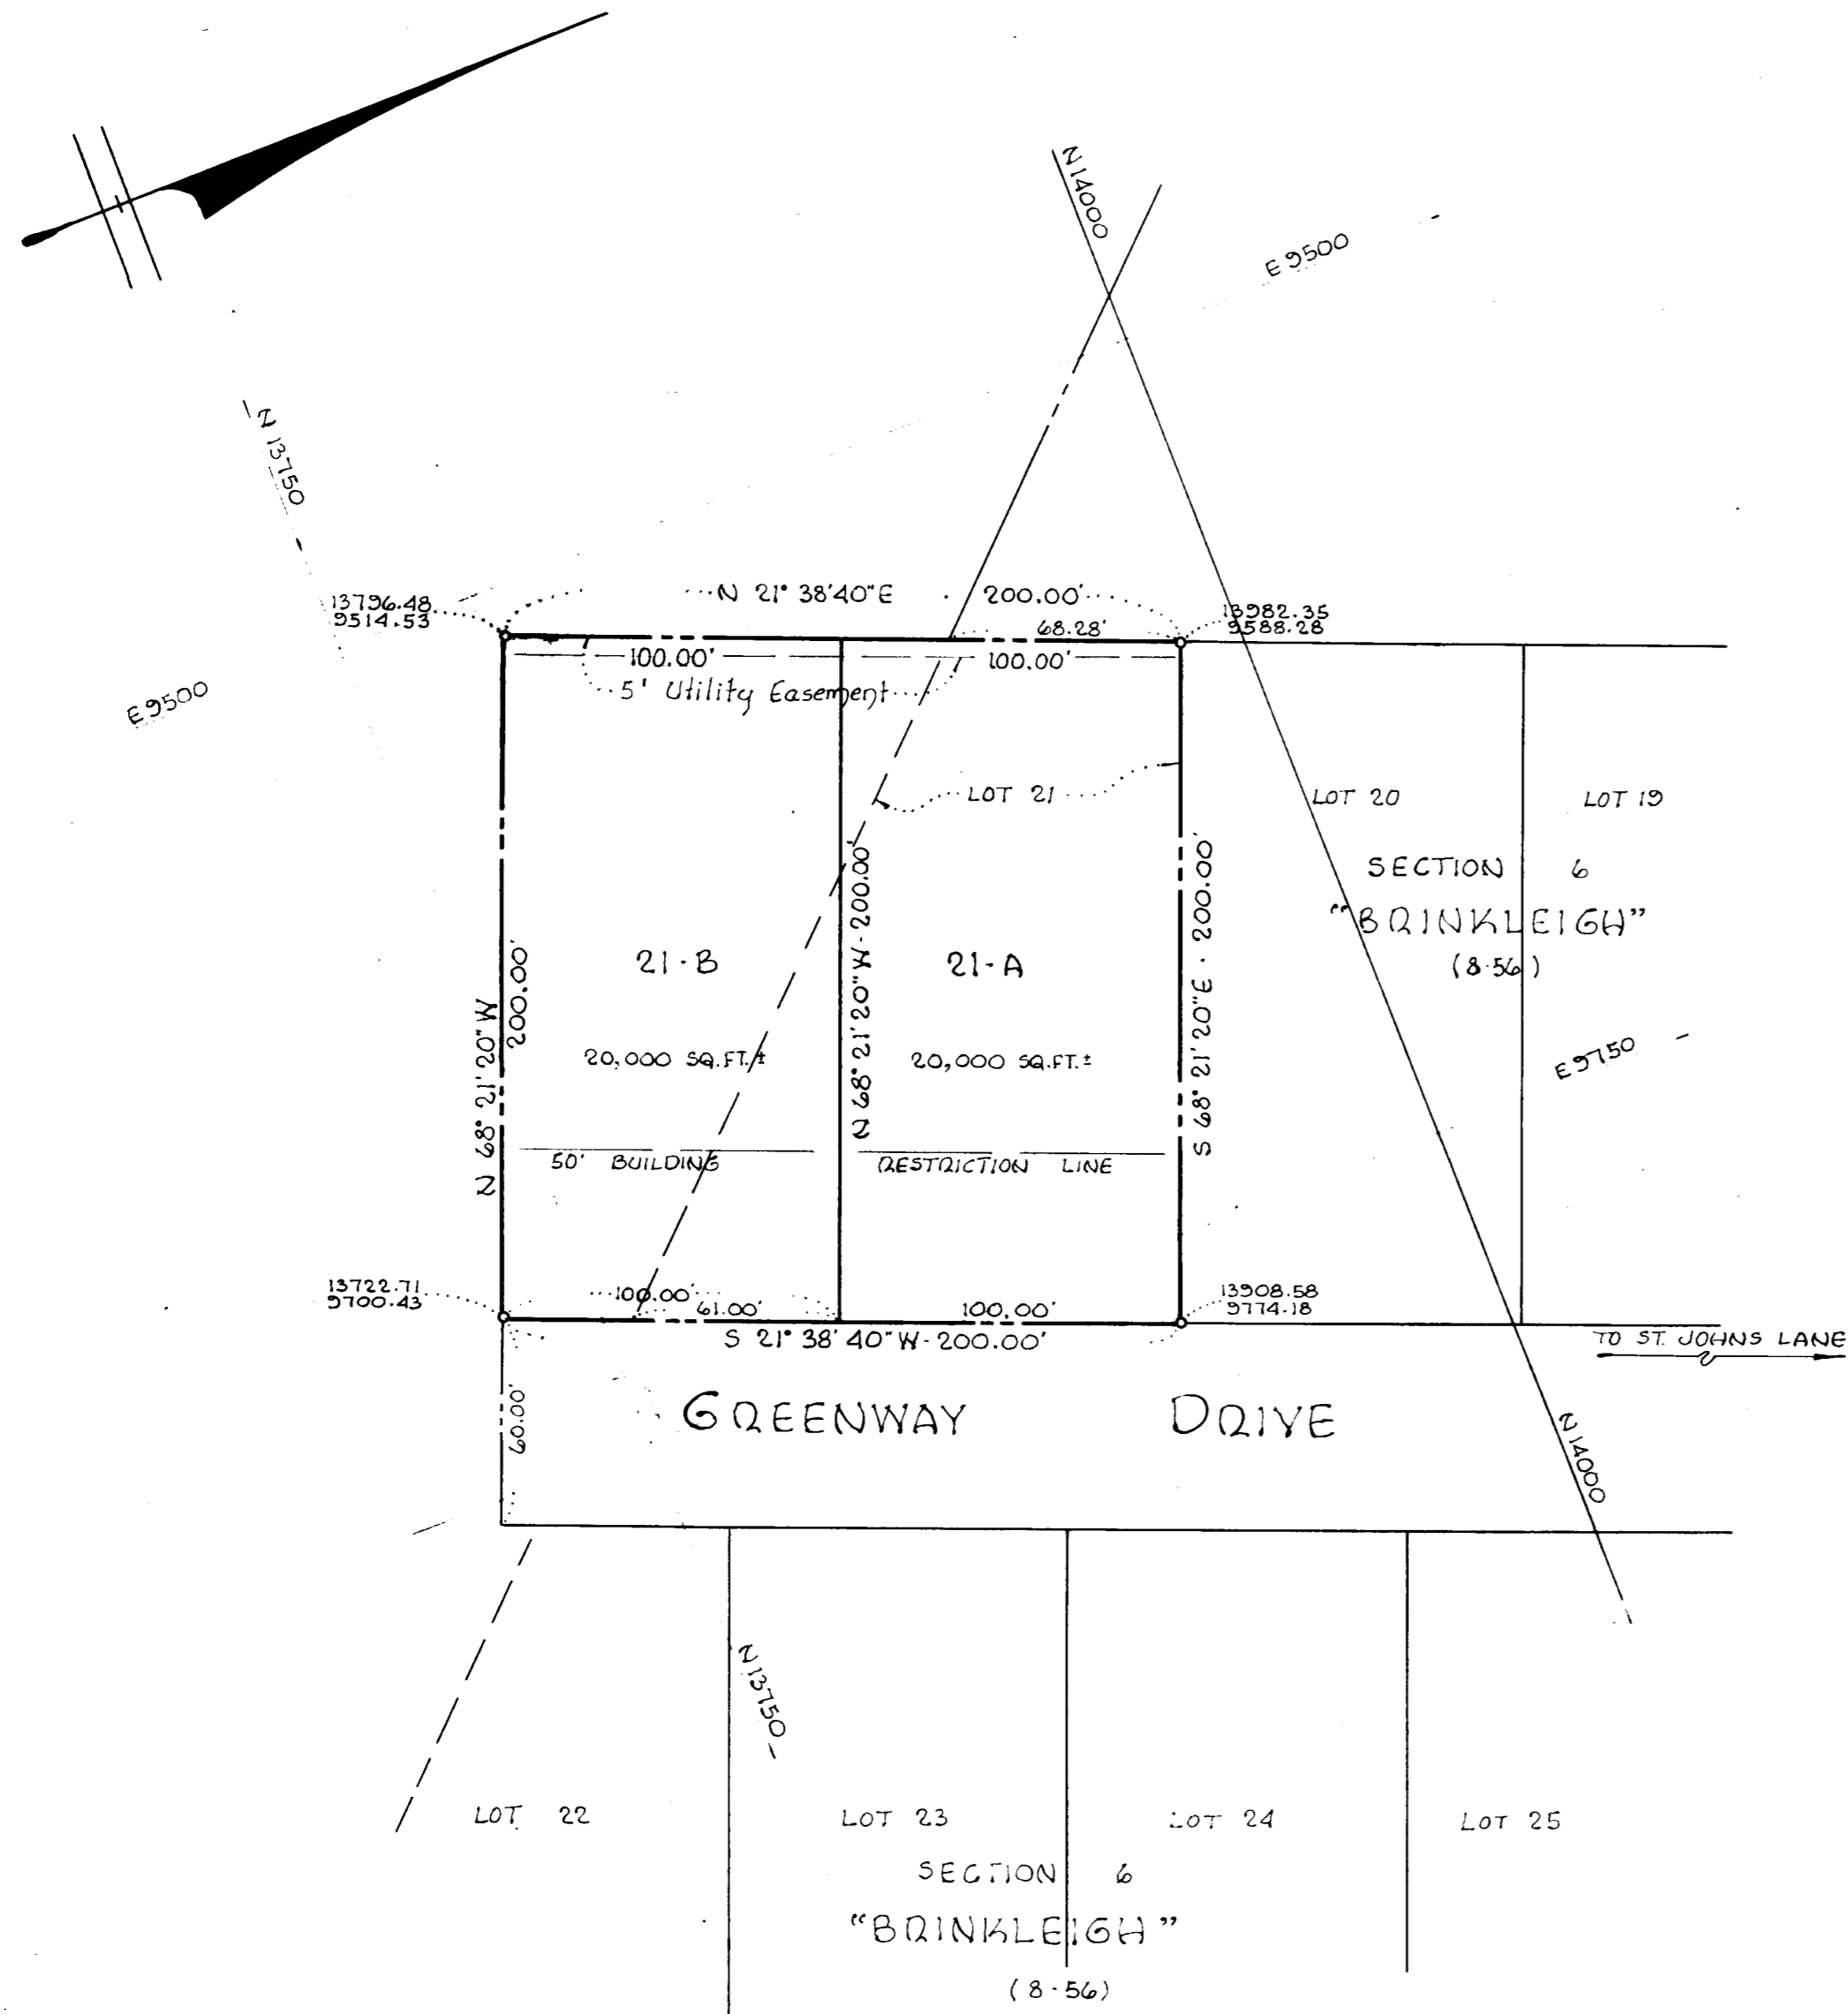 N 14000
E 9500
N 13750
13796.48
9514.53
N 21° 38' 40" E 200.00'
13982.35
9588.28
68.28'
100.00'
100.00'
5' Utility Easement
E 9500
LOT 21
LOT 20
LOT 19
SECTION 6
"BRINKLEIGH"
(8-56)
N 68° 21' 20" W
200.00'
21-B
N 68° 21' 20" W - 200.00'
21-A
S 68° 21' 20" E - 200.00'
20,000 SQ.FT.±
20,000 SQ.FT.±
E 9750
50' BUILDING RESTRICTION LINE
13722.71
9700.43
100.00'
61.00'
100.00'
13908.58
9774.18
S 21° 38' 40" W - 200.00'
TO ST. JOHNS LANE
60.00'
GREENWAY DRIVE
N 14000
N 13750
LOT 22
LOT 23
LOT 24
LOT 25
SECTION 6
"BRINKLEIGH"
(8-56)